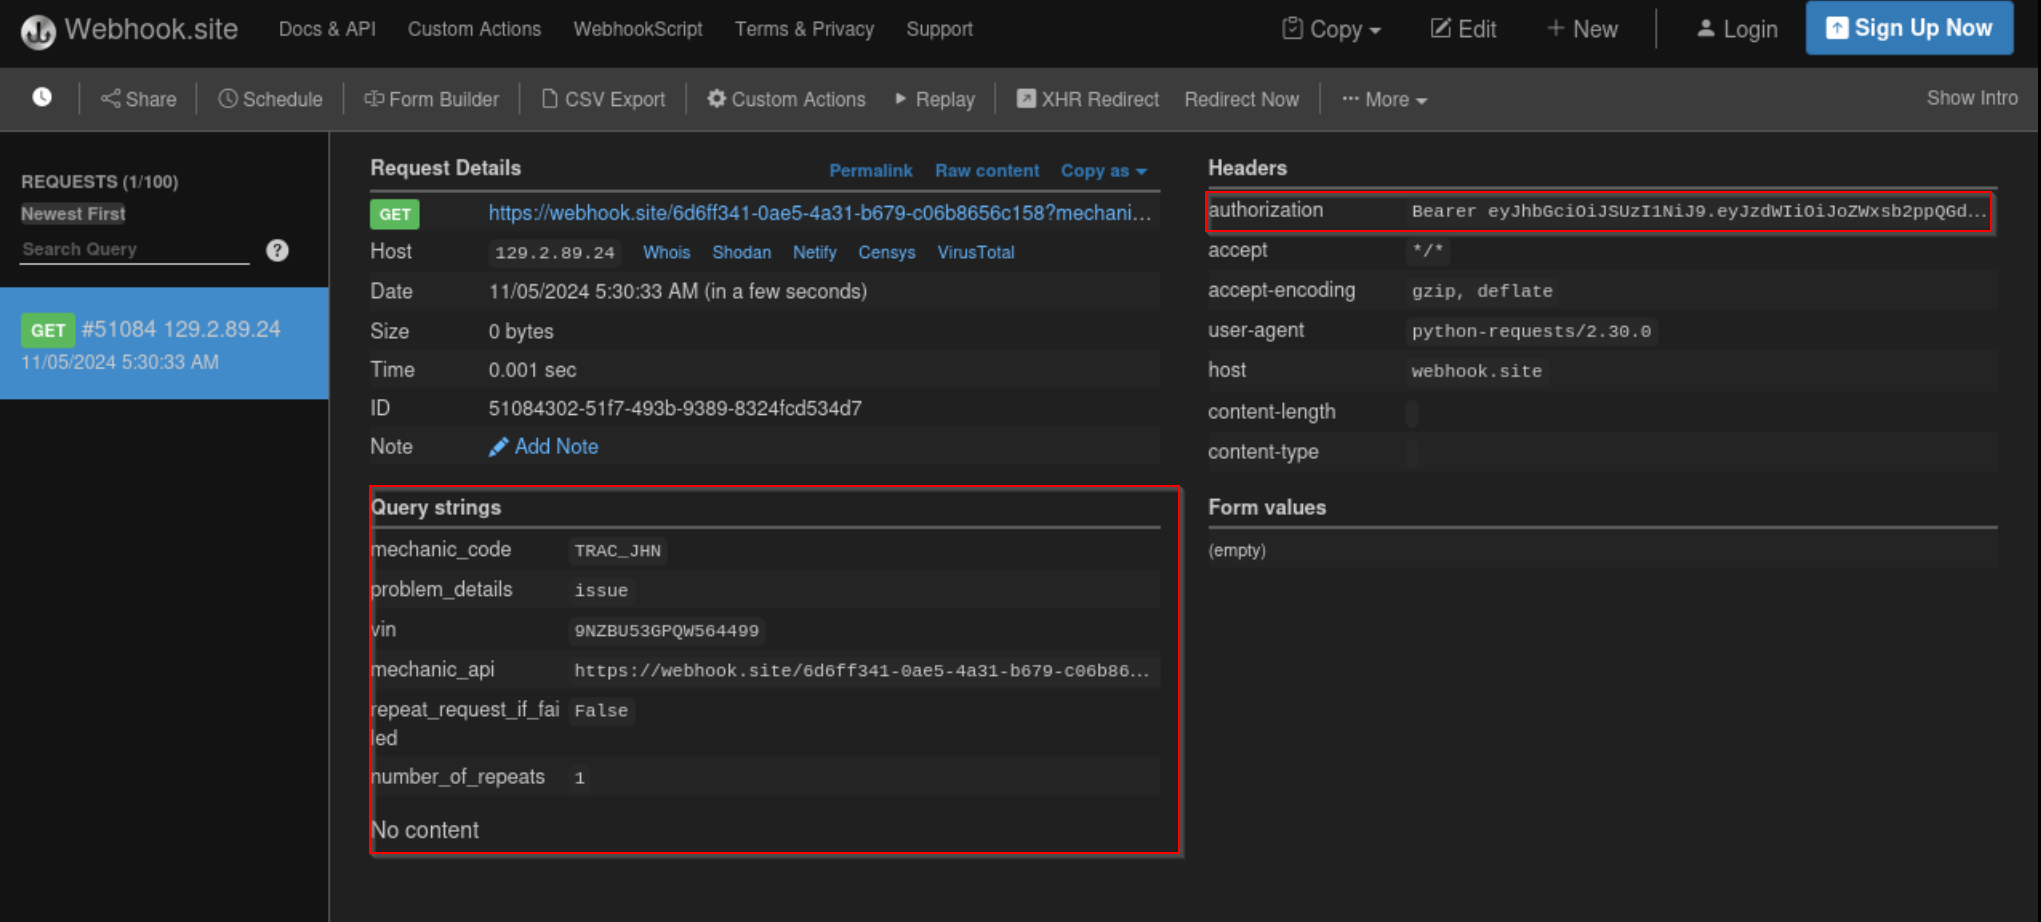 Webhook.site Docs & API Custom Actions WebhookScript Terms & Privacy Support Copy Edit + New Login Sign Up Now
Share Schedule Form Builder CSV Export Custom Actions Replay XHR Redirect Redirect Now ··· More Show Intro
REQUESTS (1/100)
Newest First
Search Query ?
GET #51084 129.2.89.24
11/05/2024 5:30:33 AM
Request Details Permalink Raw content Copy as
GET https://webhook.site/6d6ff341-0ae5-4a31-b679-c06b8656c158?mechani...
Host 129.2.89.24 Whois Shodan Netify Censys VirusTotal
Date 11/05/2024 5:30:33 AM (in a few seconds)
Size 0 bytes
Time 0.001 sec
ID 51084302-51f7-493b-9389-8324fcd534d7
Note Add Note
Query strings
mechanic_code TRAC_JHN
problem_details issue
vin 9NZBU53GPQW564499
mechanic_api https://webhook.site/6d6ff341-0ae5-4a31-b679-c06b86...
repeat_request_if_fai False
led
number_of_repeats 1
No content
Headers
authorization Bearer eyJhbGciOiJSUzI1NiJ9.eyJzdWIiOiJoZWxsb2ppQGd...
accept */*
accept-encoding gzip, deflate
user-agent python-requests/2.30.0
host webhook.site
content-length
content-type
Form values
(empty)